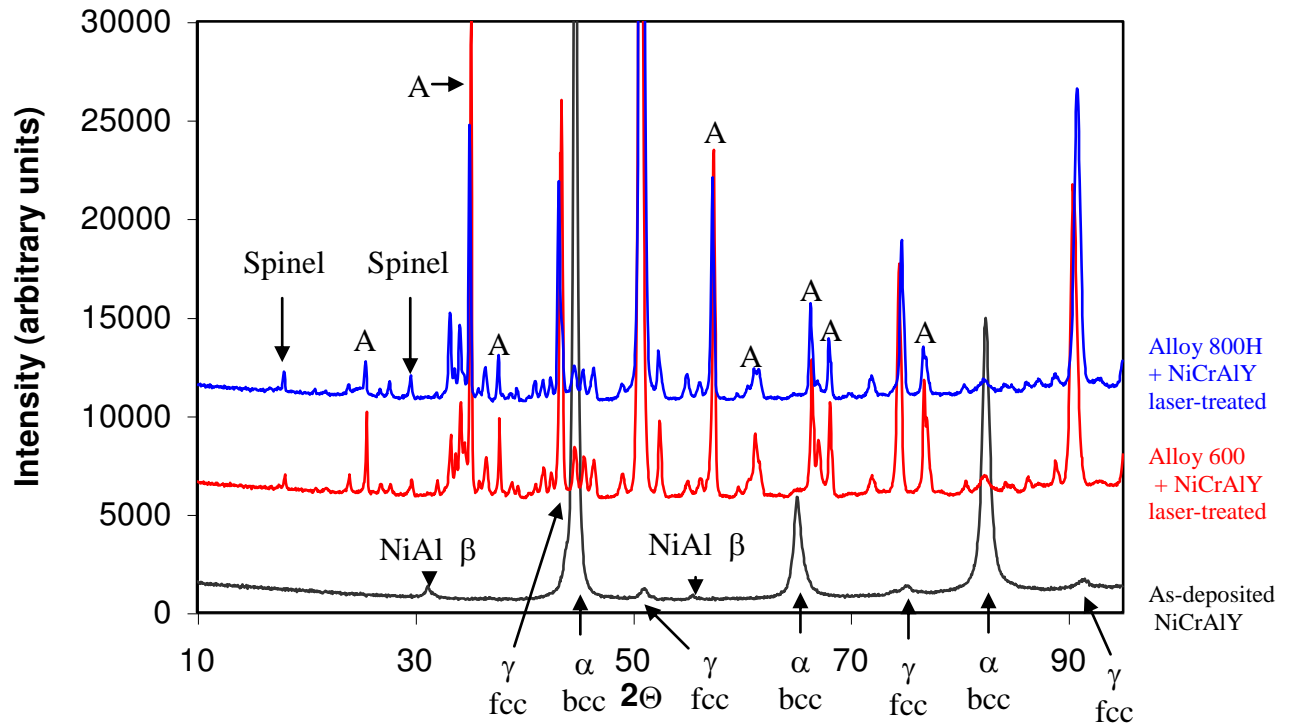 Intensity (arbitrary units)
30000
25000
20000
15000
10000
5000
0
A
A
Spinel
Spinel
A
A
A
A
A
A
NiAl β
NiAl β
Alloy 800H
+ NiCrAlY
laser-treated
Alloy 600
+ NiCrAlY
laser-treated
As-deposited
NiCrAlY
10
30
50
70
90
2Θ
γ
fcc
α
bcc
γ
fcc
α
bcc
γ
fcc
α
bcc
γ
fcc